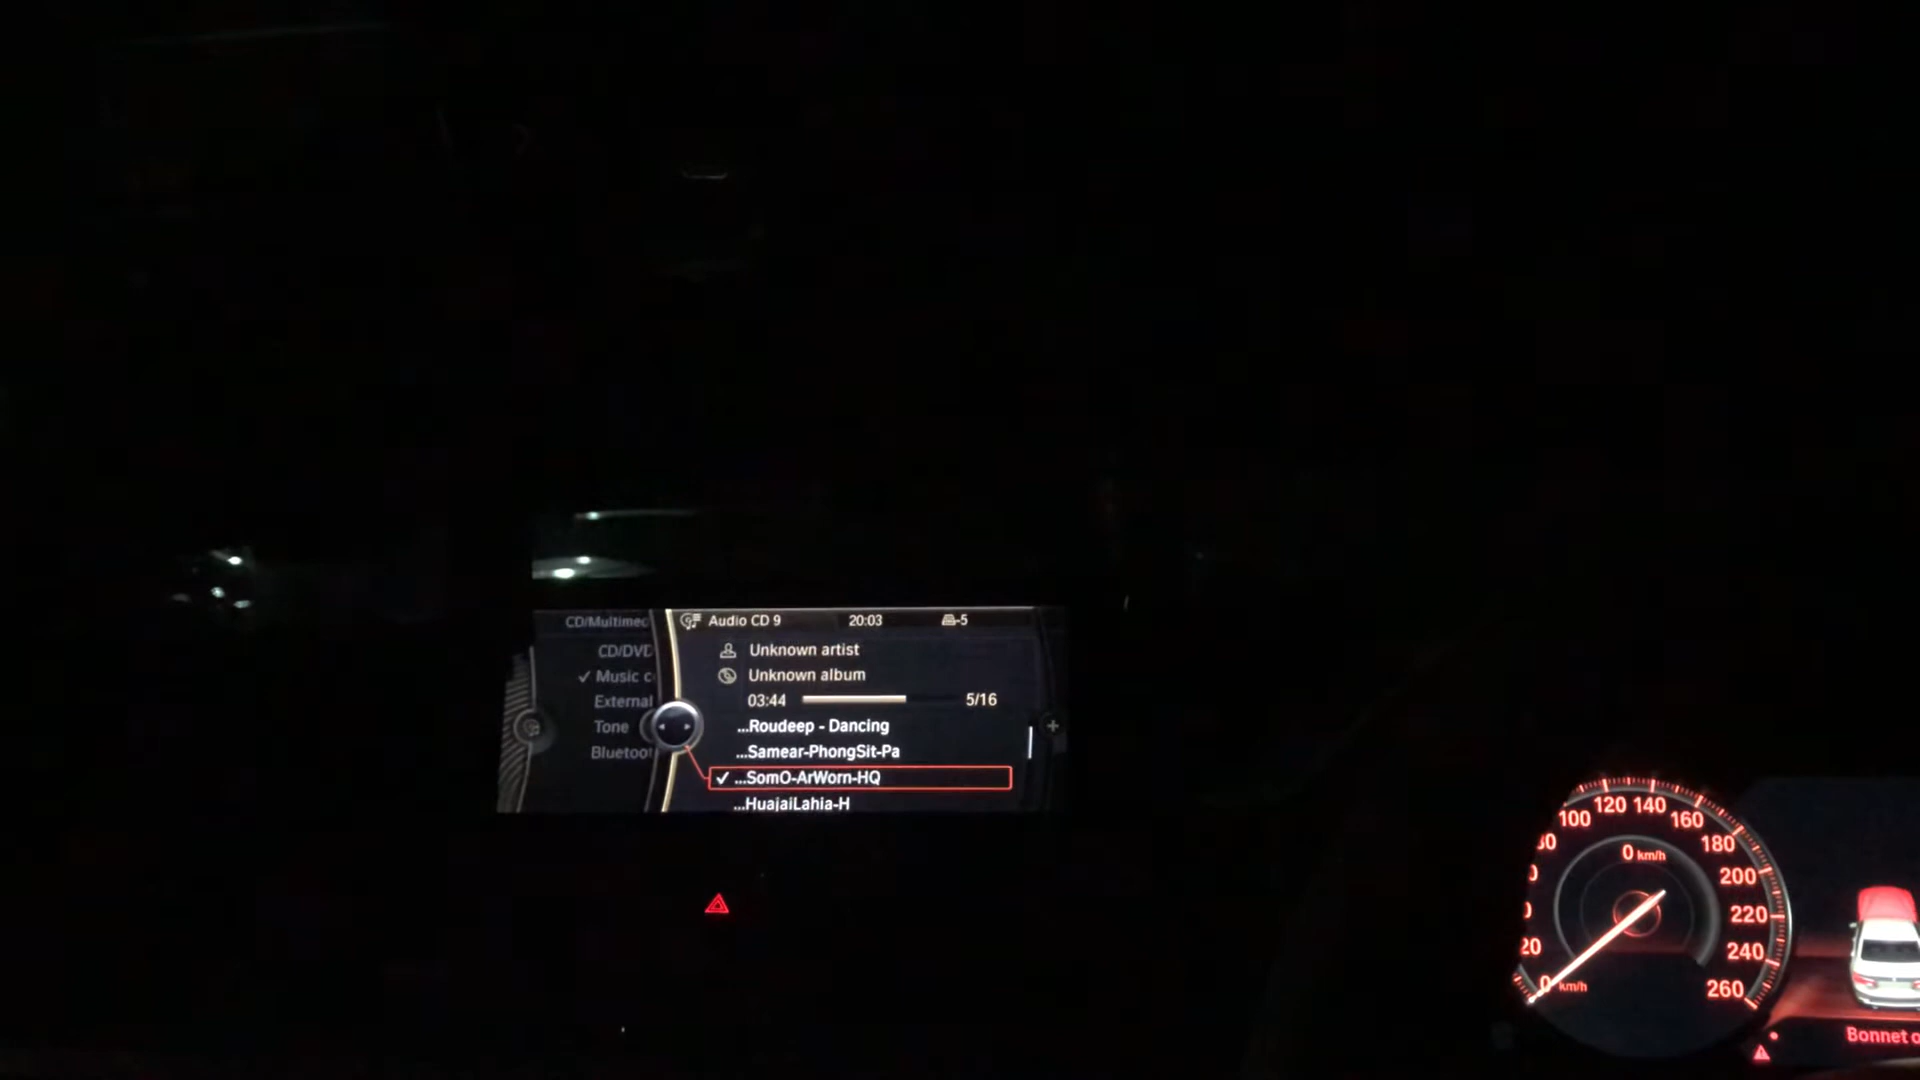 CD/Multimed
CD/DVD
Music c
External
Tone
Bluetoot
Audio CD 9
20:03
-5
Unknown artist
Unknown album
03:44
5/16
...Roudeep - Dancing
...Samear-PhongSit-Pa
...SomO-ArWorn-HQ
...HuajaiLahia-H
0 km/h
20
100
120
140
160
180
200
220
240
260
0 km/h
Bonnet o